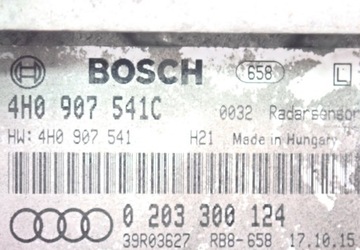 BOSCH 658 L
4H0 907 541C 0032 Radarsensor
HW: 4H0 907 541 H21 Made in Hungary
0 203 300 124
39R03627 RB8-658 17.10.15